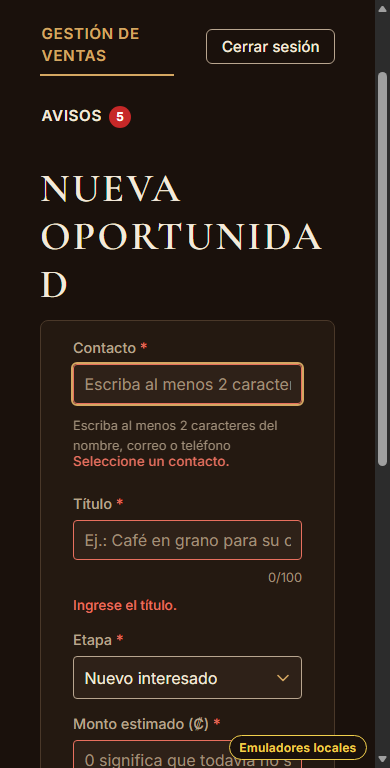 GESTIÓN DE
VENTAS
Cerrar sesión
AVISOS 5
NUEVA
OPORTUNIDA
D
Contacto *
Escriba al menos 2 caracte
Escriba al menos 2 caracteres del
nombre, correo o teléfono
Seleccione un contacto.
Título *
Ej.: Café en grano para su c
0/100
Ingrese el título.
Etapa *
Nuevo interesado
Monto estimado (₡) *
0 significa que todavía no s
Emuladores locales